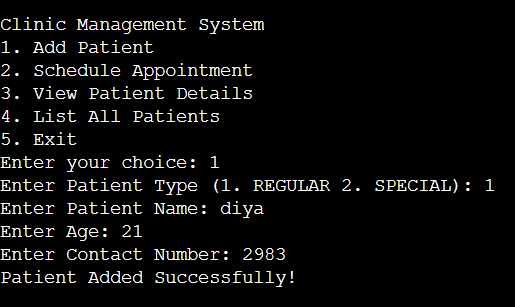 Clinic Management System
1. Add Patient
2. Schedule Appointment
3. View Patient Details
4. List All Patients
5. Exit
Enter your choice: 1
Enter Patient Type (1. REGULAR 2. SPECIAL): 1
Enter Patient Name: diya
Enter Age: 21
Enter Contact Number: 2983
Patient Added Successfully!